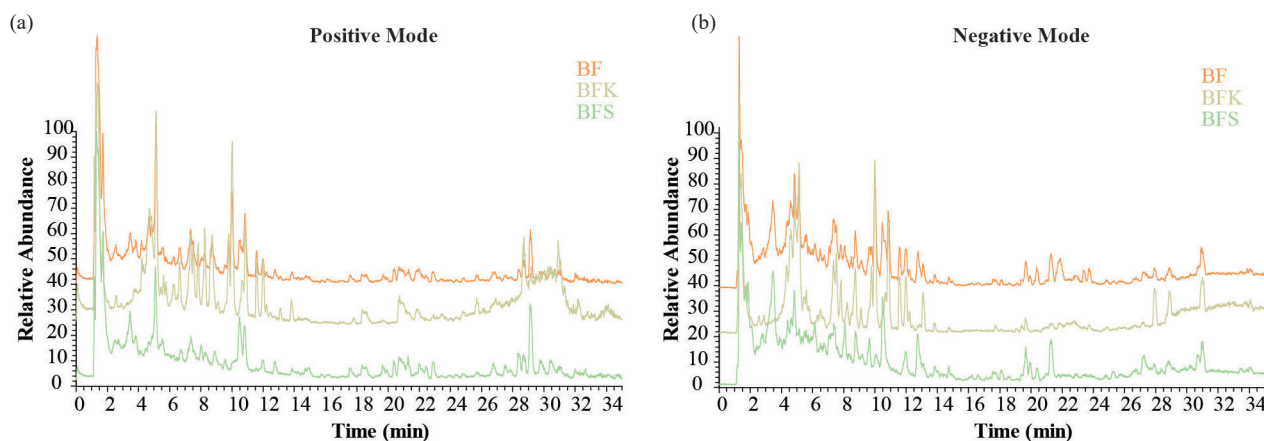 (a)
Positive Mode
BF
BFK
BFS
Relative Abundance
100
90
80
70
60
50
40
30
20
10
0
0 2 4 6 8 10 12 14 16 18 20 22 24 26 28 30 32 34
Time (min)
(b)
Negative Mode
BF
BFK
BFS
Relative Abundance
100
90
80
70
60
50
40
30
20
10
0
0 2 4 6 8 10 12 14 16 18 20 22 24 26 28 30 32 34
Time (min)